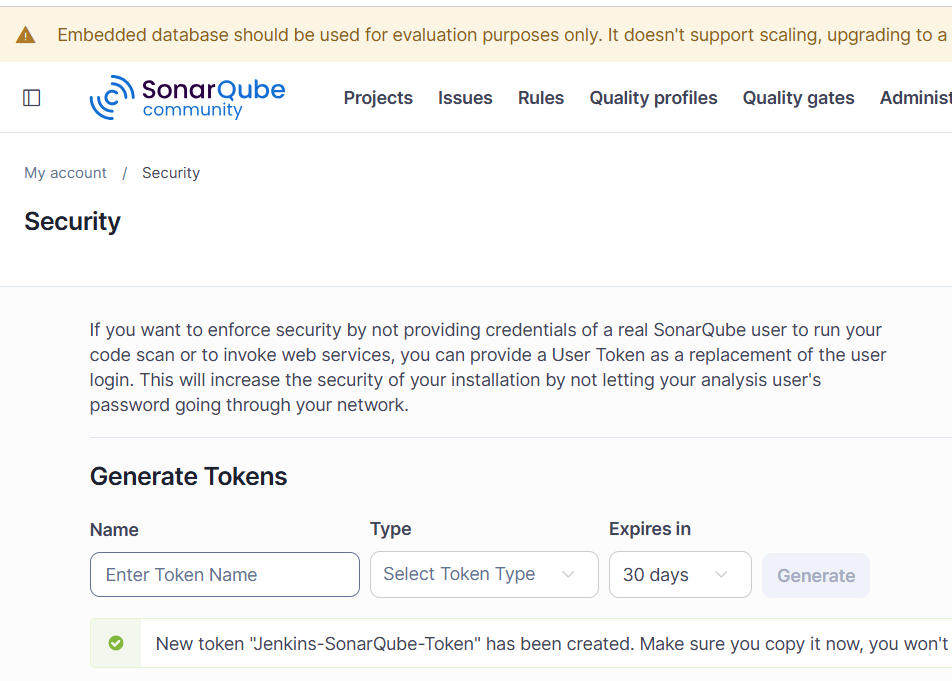 Embedded database should be used for evaluation purposes only. It doesn't support scaling, upgrading to a
SonarQube
community
Projects Issues Rules Quality profiles Quality gates Administ
My account / Security
Security
If you want to enforce security by not providing credentials of a real SonarQube user to run your
code scan or to invoke web services, you can provide a User Token as a replacement of the user
login. This will increase the security of your installation by not letting your analysis user's
password going through your network.
Generate Tokens
Name Type Expires in
Enter Token Name Select Token Type 30 days Generate
New token "Jenkins-SonarQube-Token" has been created. Make sure you copy it now, you won't